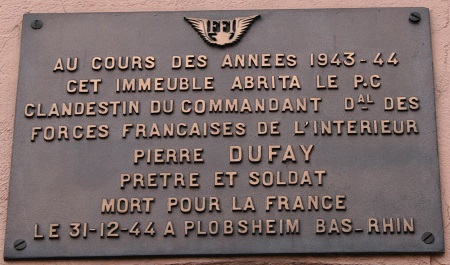 FFI
AU COURS DES ANNEES 1943-44
CET IMMEUBLE ABRITA LE P.C
CLANDESTIN DU COMMANDANT DAL DES
FORCES FRANCAISES DE L'INTERIEUR
PIERRE DUFAY
PRETRE ET SOLDAT
MORT POUR LA FRANCE
LE 31-12-44 A PLOBSHEIM BAS-RHIN